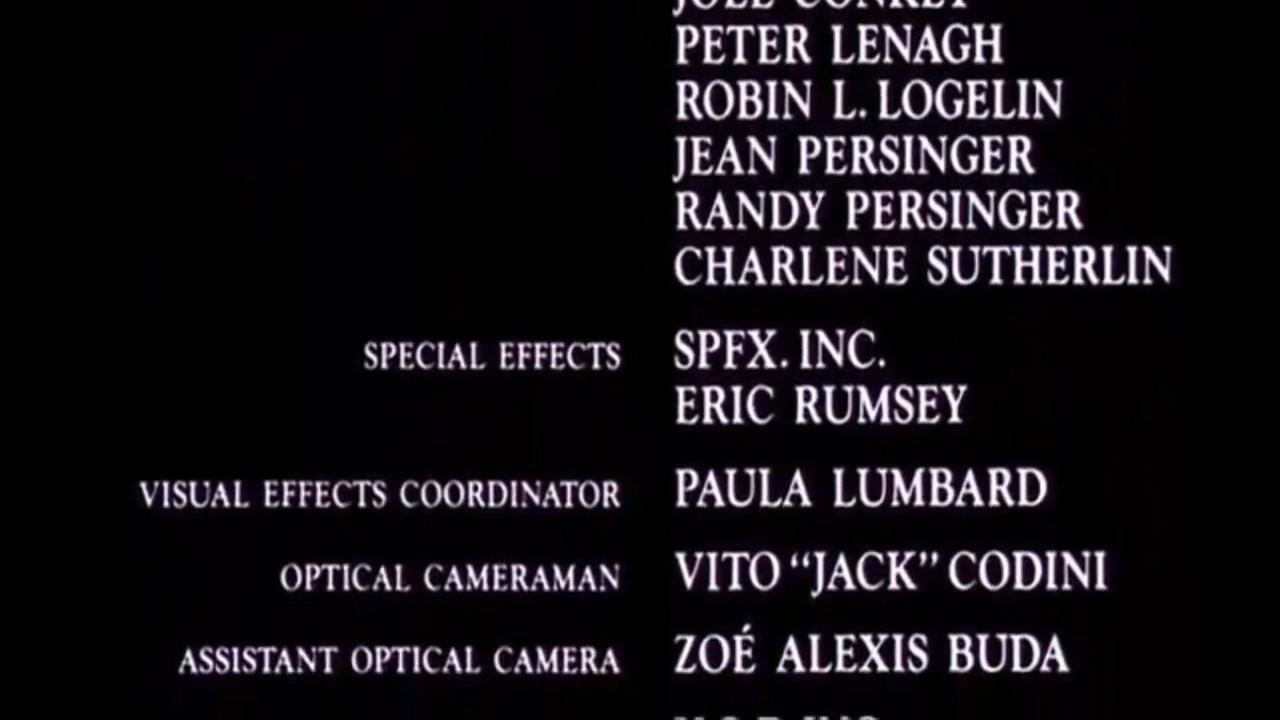 PETER LENAGH
ROBIN L. LOGELIN
JEAN PERSINGER
RANDY PERSINGER
CHARLENE SUTHERLIN
SPECIAL EFFECTS SPFX. INC.
ERIC RUMSEY
VISUAL EFFECTS COORDINATOR PAULA LUMBARD
OPTICAL CAMERAMAN VITO “JACK” CODINI
ASSISTANT OPTICAL CAMERA ZOÉ ALEXIS BUDA